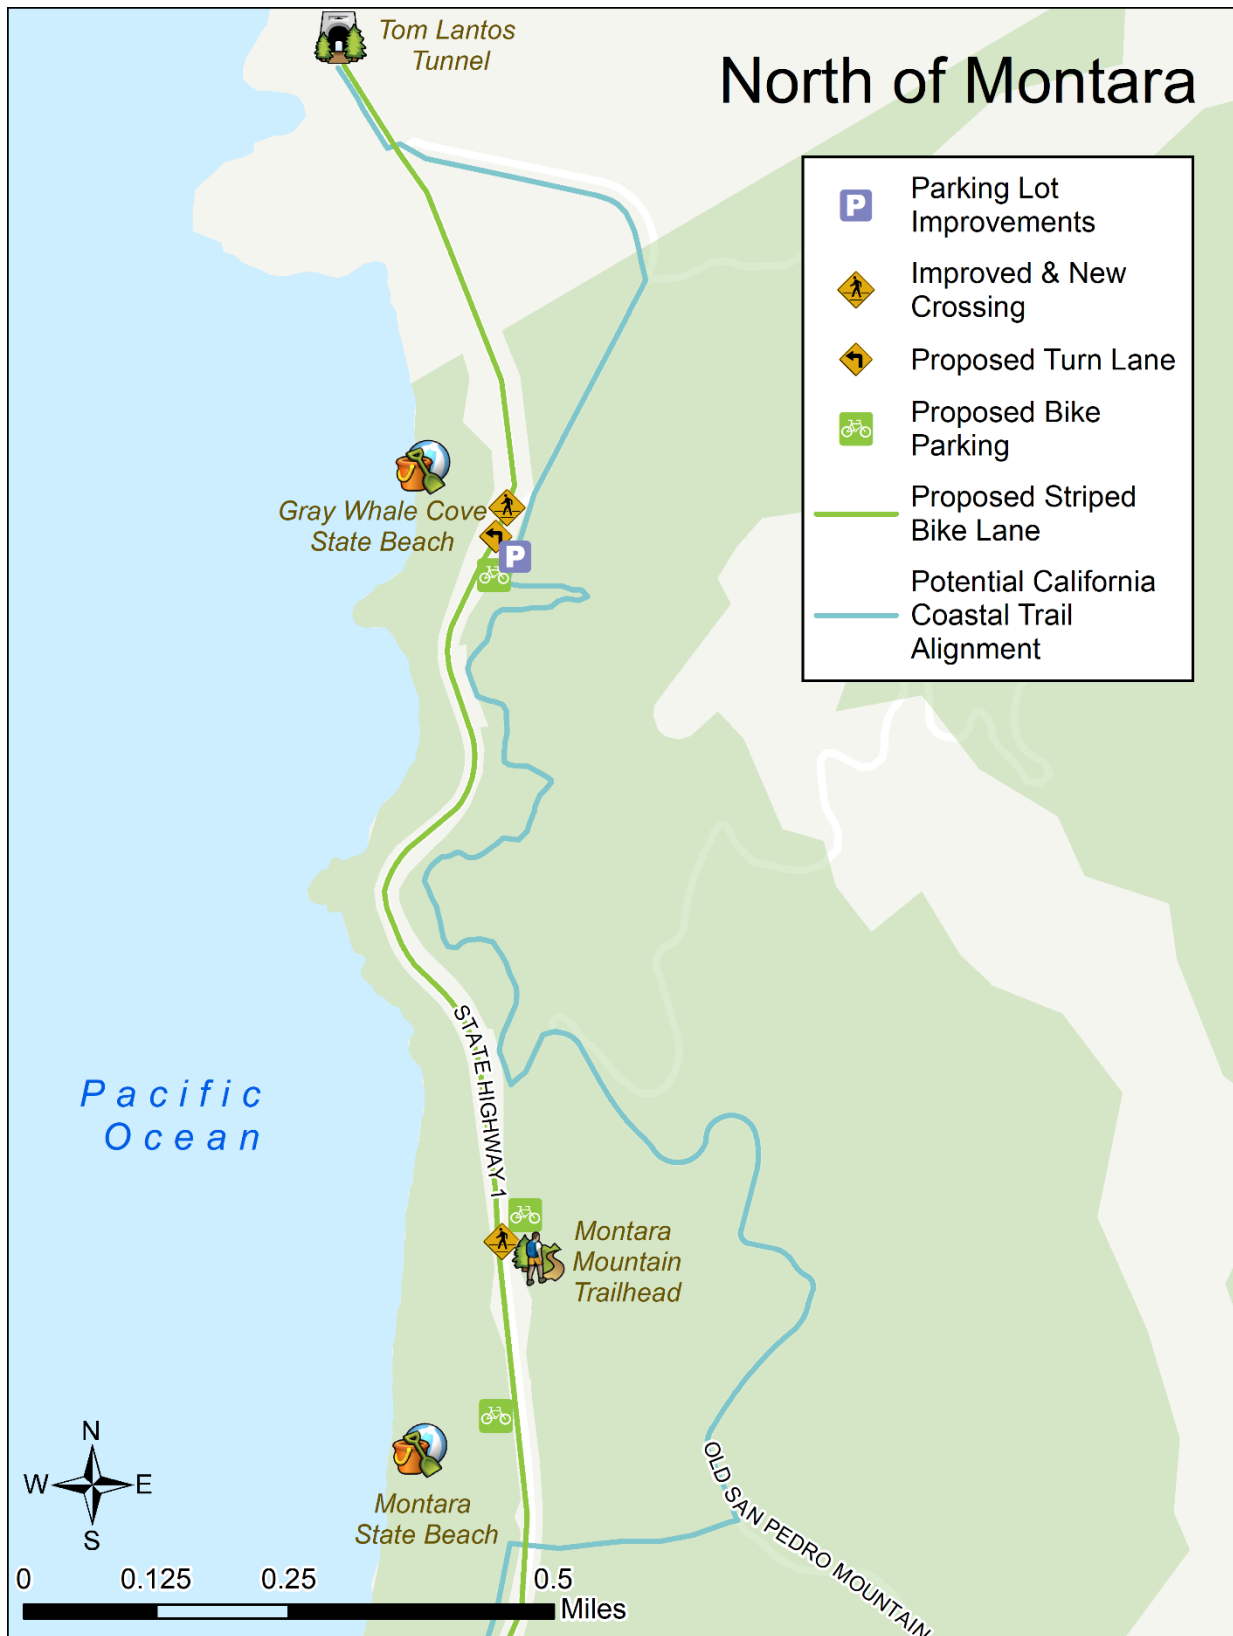 Tom Lantos
Tunnel
North of Montara
P
Parking Lot
Improvements
Improved & New
Crossing
Proposed Turn Lane
Proposed Bike
Parking
Proposed Striped
Bike Lane
Potential California
Coastal Trail
Alignment
Gray Whale Cove
State Beach
P
STATE HIGHWAY 1
Pacific
Ocean
Montara
Mountain
Trailhead
Montara
State Beach
OLD SAN PEDRO MOUNTAIN
N
W E
S
0 0.125 0.25 0.5
Miles